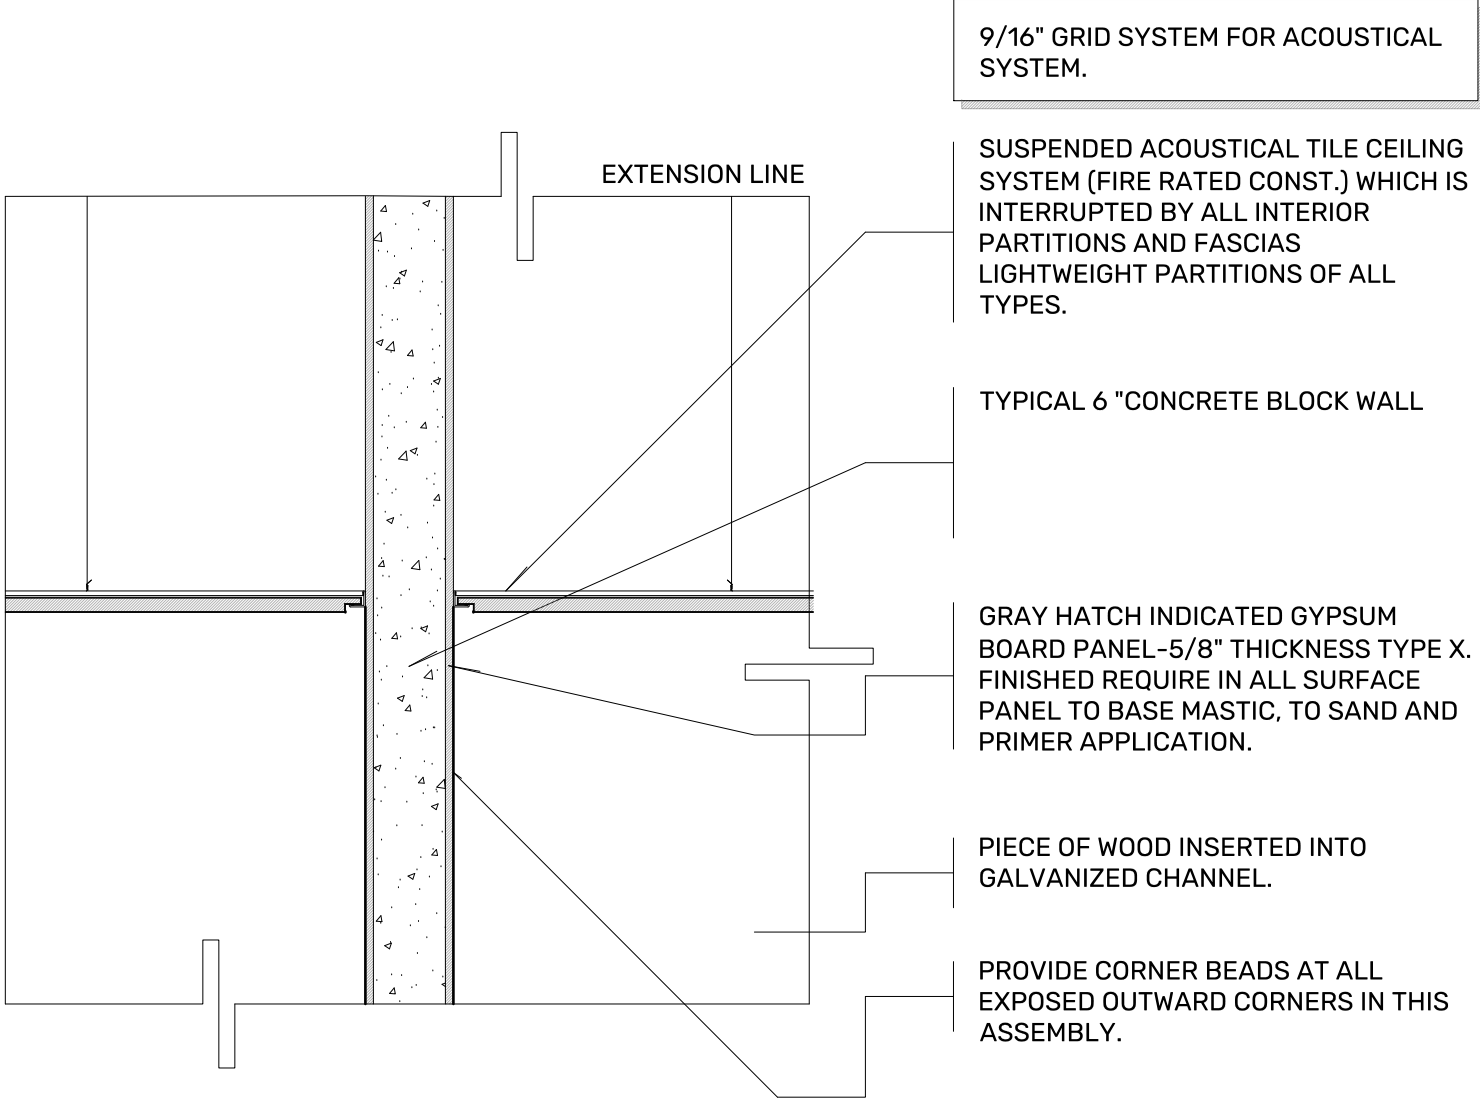 9/16" GRID SYSTEM FOR ACOUSTICAL
SYSTEM.
EXTENSION LINE
SUSPENDED ACOUSTICAL TILE CEILING
SYSTEM (FIRE RATED CONST.) WHICH IS
INTERRUPTED BY ALL INTERIOR
PARTITIONS AND FASCIAS
LIGHTWEIGHT PARTITIONS OF ALL
TYPES.
TYPICAL 6 "CONCRETE BLOCK WALL
GRAY HATCH INDICATED GYPSUM
BOARD PANEL-5/8" THICKNESS TYPE X.
FINISHED REQUIRE IN ALL SURFACE
PANEL TO BASE MASTIC, TO SAND AND
PRIMER APPLICATION.
PIECE OF WOOD INSERTED INTO
GALVANIZED CHANNEL.
PROVIDE CORNER BEADS AT ALL
EXPOSED OUTWARD CORNERS IN THIS
ASSEMBLY.